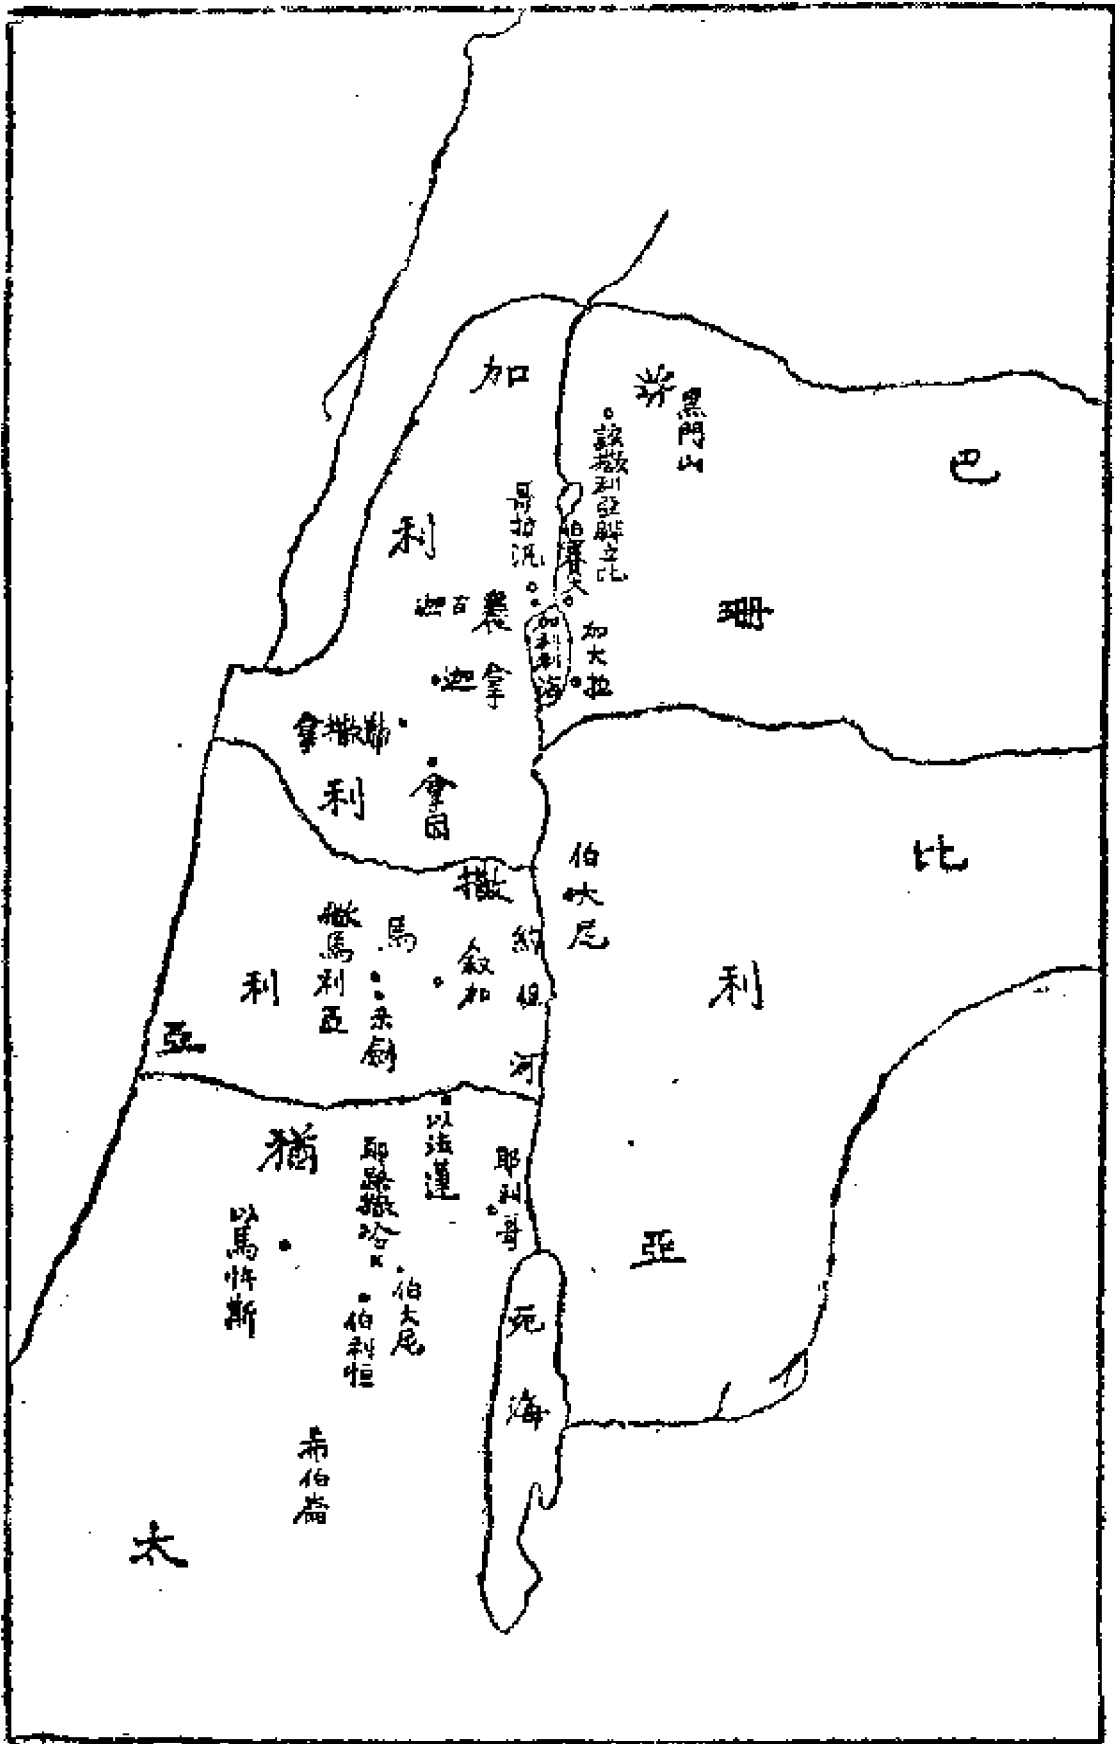 加利利
黑門山
該撒利亞腓立比
巴珊
哥拉汛
伯賽大
迦百農
加利利海
加大拉
迦拿
拿撒勒
拿因
撒馬利亞
伯大尼
比利亞
撒馬利亞
敘加
約但河
示劍
猶太
以法蓮
耶路撒冷
耶利哥
以馬忤斯
伯大尼
伯利恒
死海
希伯崙